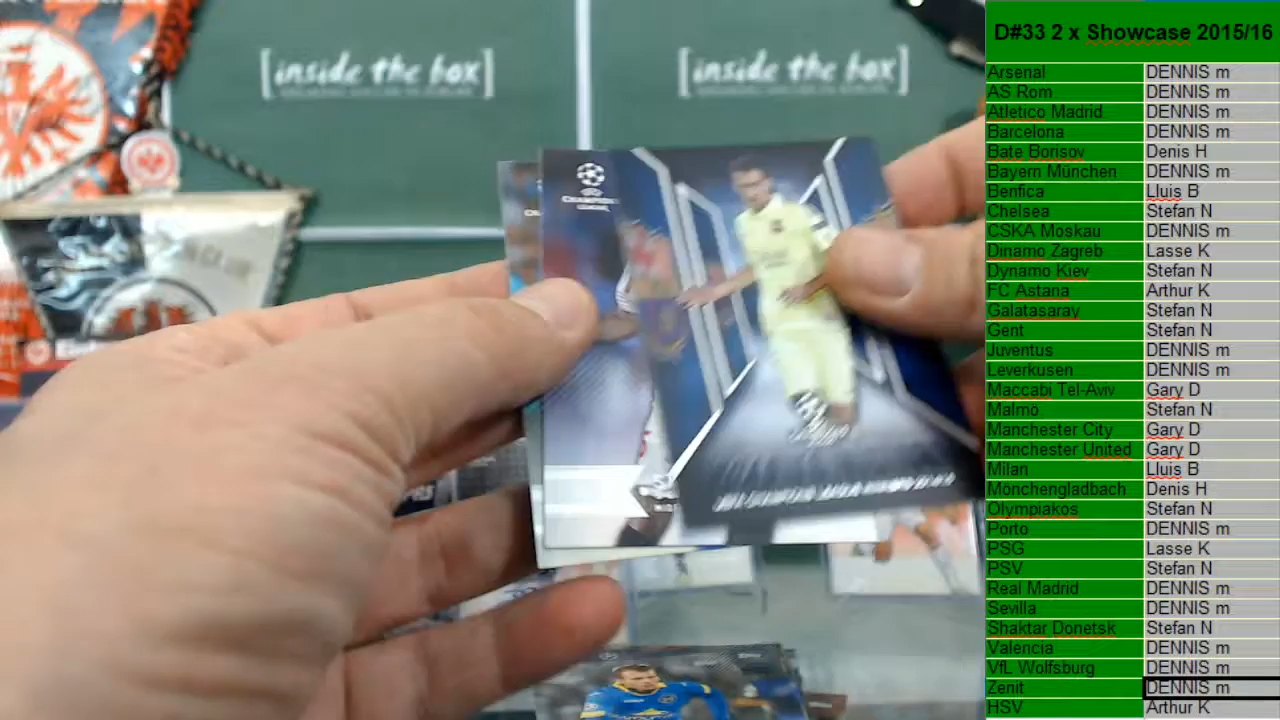 [inside the box]
[inside the box]
CHAMPIONS
LEAGUE
D#33 2 x Showcase 2015/16
Arsenal DENNIS m
AS Rom DENNIS m
Atletico Madrid DENNIS m
Barcelona DENNIS m
Bate Borisov Denis H
Bayern München DENNIS m
Benfica Lluis B
Chelsea Stefan N
CSKA Moskau DENNIS m
Dinamo Zagreb Lasse K
Dynamo Kiev Stefan N
FC Astana Arthur K
Galatasaray Stefan N
Gent Stefan N
Juventus DENNIS m
Leverkusen DENNIS m
Maccabi Tel-Aviv Gary D
Malmö Stefan N
Manchester City Gary D
Manchester United Gary D
Milan Lluis B
Mönchengladbach Denis H
Olympiakos Stefan N
Porto DENNIS m
PSG Lasse K
PSV Stefan N
Real Madrid DENNIS m
Sevilla DENNIS m
Shaktar Donetsk Stefan N
Valencia DENNIS m
VfL Wolfsburg DENNIS m
Zenit DENNIS m
HSV Arthur K